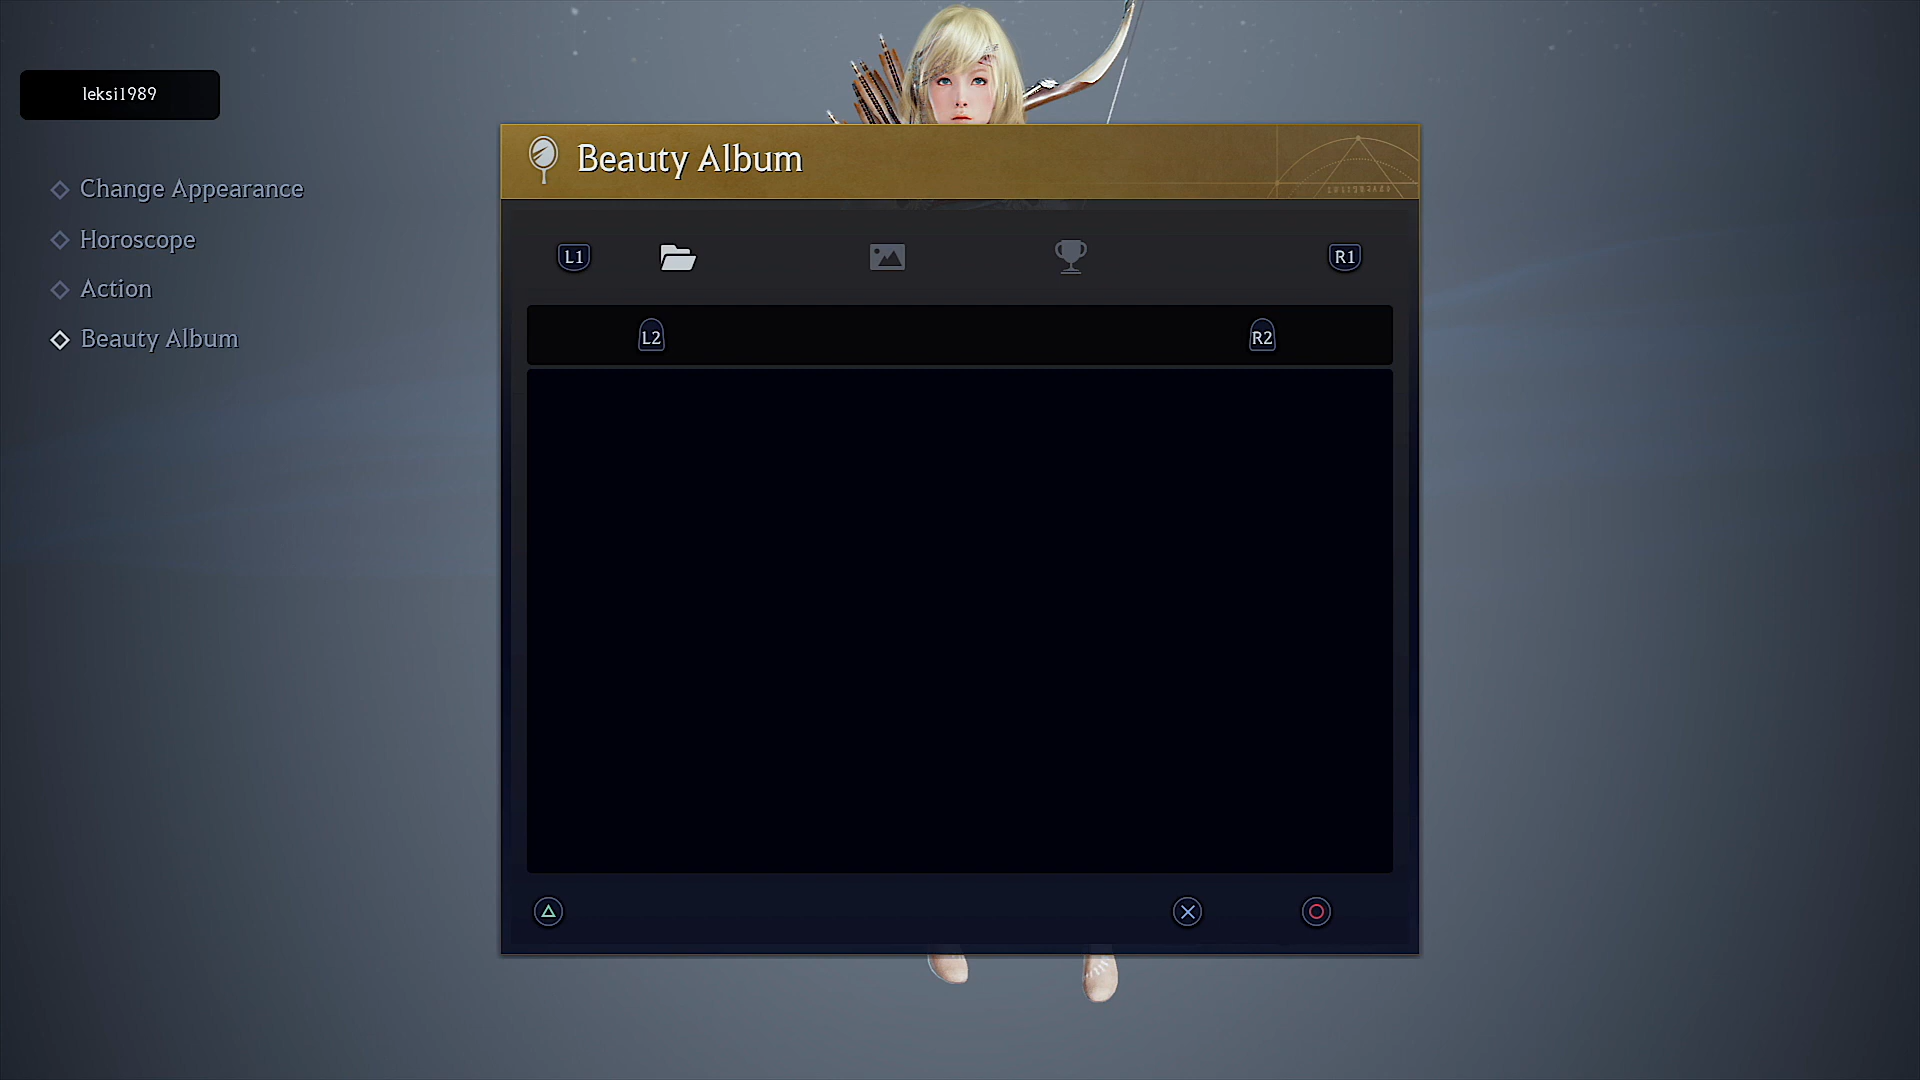 leksi1989
Change Appearance
Horoscope
Action
Beauty Album
Beauty Album
L1
R1
L2
R2